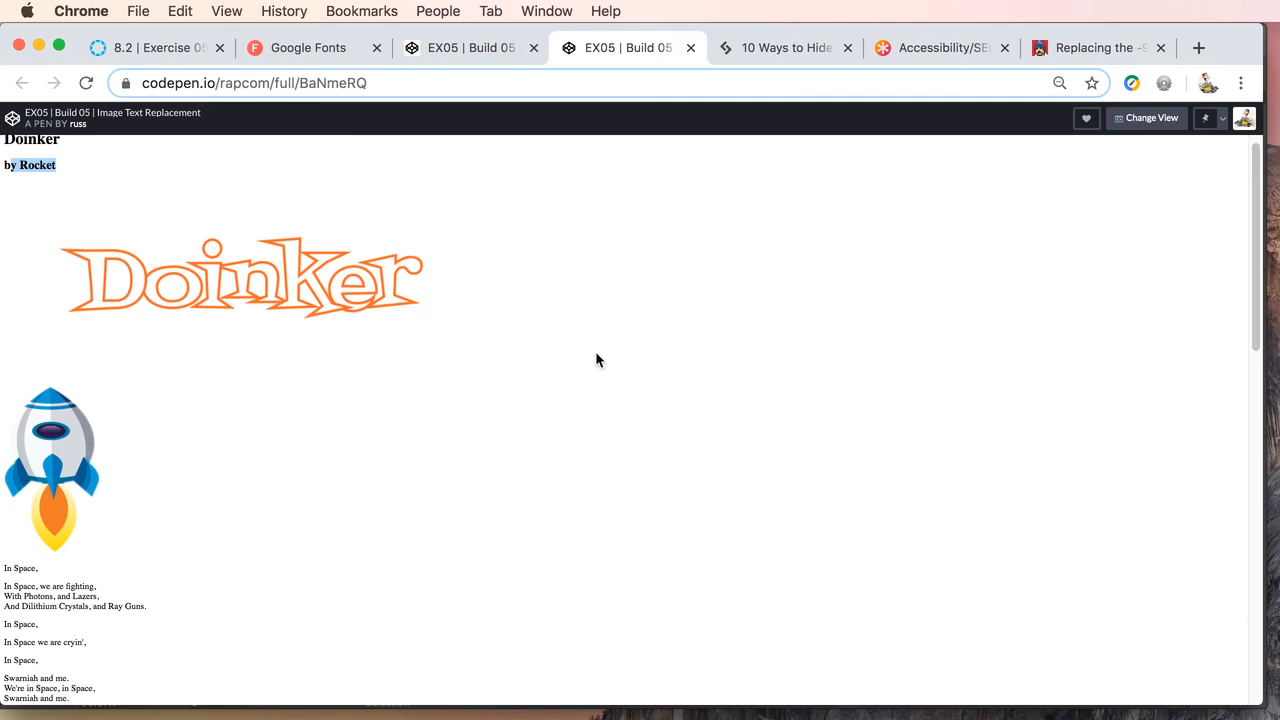 Chrome File Edit View History Bookmarks People Tab Window Help
8.2 | Exercise 05 Google Fonts EX05 | Build 05 EX05 | Build 05 10 Ways to Hide Accessibility/SE Replacing the
codepen.io/rapcom/full/BaNmeRQ
EX05 | Build 05 | Image Text Replacement
A PEN BY russ
Change View
Doinker
by Rocket
Doinker
In Space,
In Space, we are fighting,
With Photons, and Lazers,
And Dilithium Crystals, and Ray Guns.
In Space,
In Space we are cryin',
In Space,
Swarniah and me.
We're in Space, in Space,
Swarniah and me.